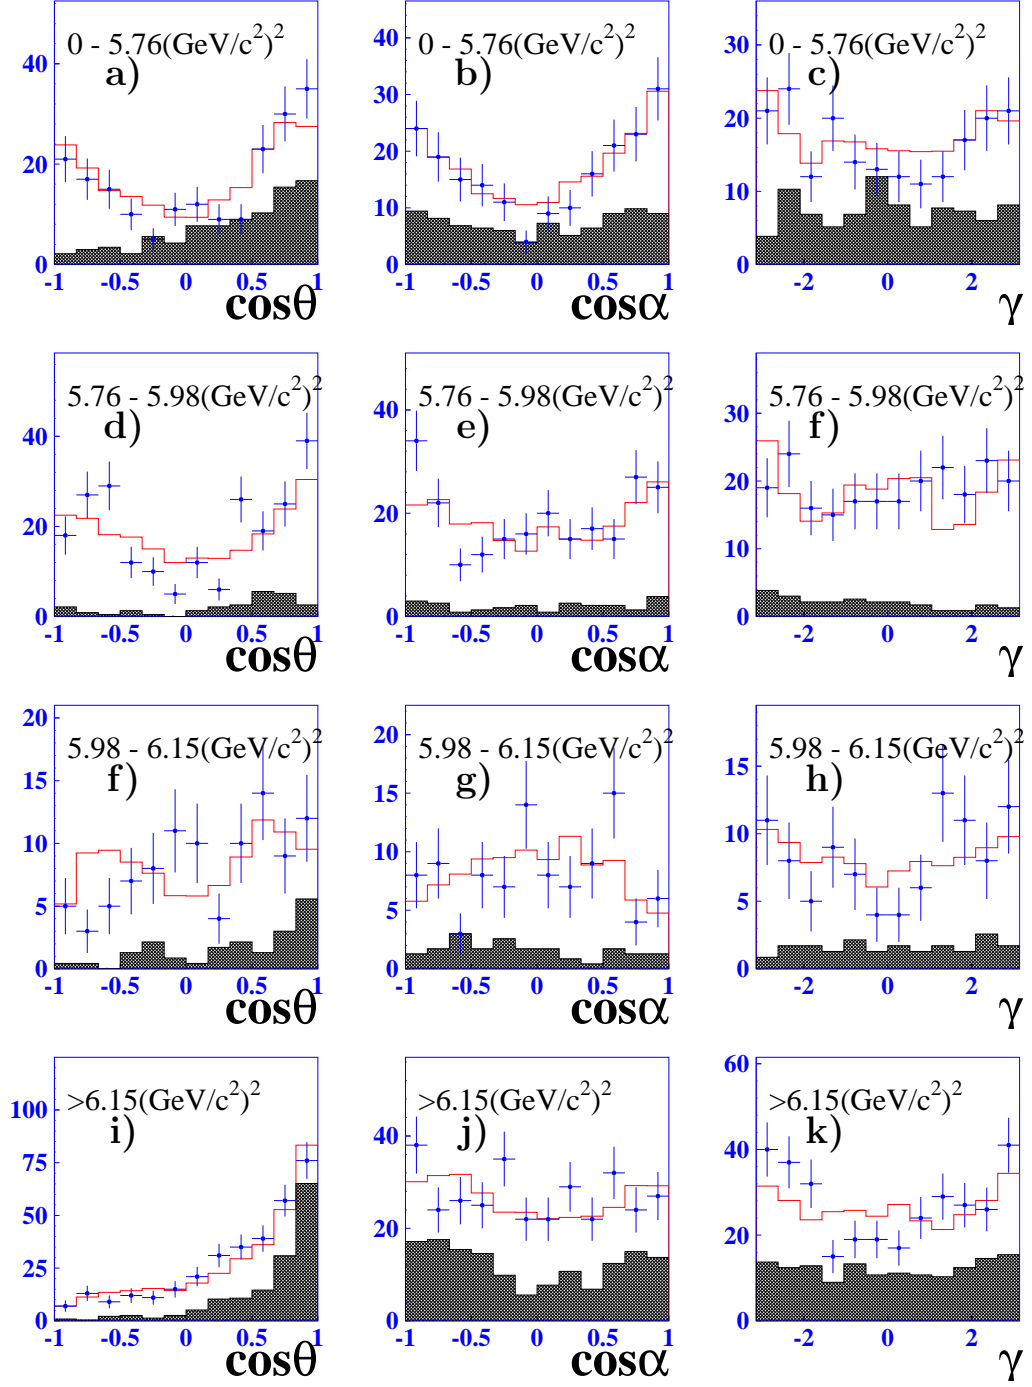 0 - 5.76(GeV/c²)²
a)
40
20
0
-1 -0.5 0 0.5 1
cosθ
0 - 5.76(GeV/c²)²
b)
40
30
20
10
0
-1 -0.5 0 0.5 1
cosα
0 - 5.76(GeV/c²)²
c)
30
20
10
0
-2 0 2
γ
5.76 - 5.98(GeV/c²)²
d)
40
20
0
-1 -0.5 0 0.5 1
cosθ
5.76 - 5.98(GeV/c²)²
e)
40
20
0
-1 -0.5 0 0.5 1
cosα
5.76 - 5.98(GeV/c²)²
f)
30
20
10
0
-2 0 2
γ
5.98 - 6.15(GeV/c²)²
f)
20
15
10
5
0
-1 -0.5 0 0.5 1
cosθ
5.98 - 6.15(GeV/c²)²
g)
20
15
10
5
0
-1 -0.5 0 0.5 1
cosα
5.98 - 6.15(GeV/c²)²
h)
15
10
5
0
-2 0 2
γ
>6.15(GeV/c²)²
i)
100
75
50
25
0
-1 -0.5 0 0.5 1
cosθ
>6.15(GeV/c²)²
j)
40
20
0
-1 -0.5 0 0.5 1
cosα
>6.15(GeV/c²)²
k)
60
40
20
0
-2 0 2
γ